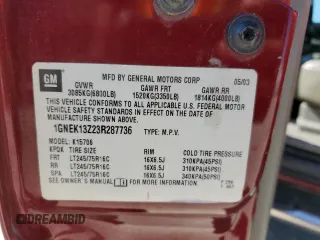 GM
MFD BY GENERAL MOTORS CORP 05/03
GVWR GAWR FRT GAWR RR
3085KG(6800LB) 1520KG(3350LB) 1814KG(4000LB)
THIS VEHICLE CONFORMS TO ALL APPLICABLE U.S. FEDERAL MOTOR
VEHICLE SAFETY STANDARDS IN EFFECT ON THE DATE OF
MANUFACTURE SHOWN ABOVE.
1GNEK13Z23R287736 TYPE: M.P.V.
MODEL: K15706
KPDK TIRE SIZE RIM COLD TIRE PRESSURE
FRT LT245/75R16C 16X6.5J 310KPA(45PSI)
RR LT245/75R16C 16X6.5J 310KPA(45PSI)
SPA LT245/75R16C 16X6.5J 340KPA(50PSI)
SEE OWNER'S MANUAL FOR ADDITIONAL INFORMATION
DREAMBID